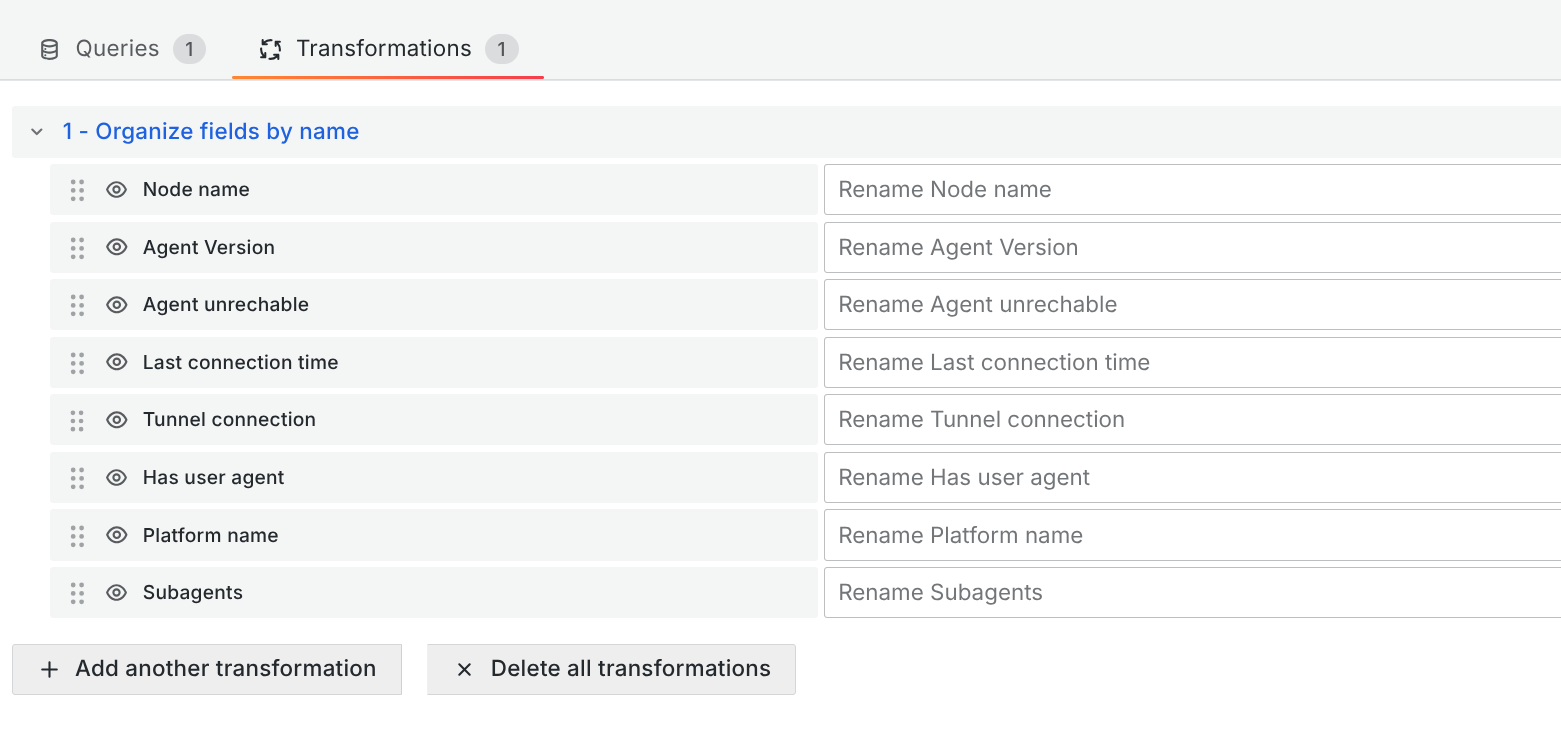 Queries 1 Transformations 1
1 - Organize fields by name
Node name Rename Node name
Agent Version Rename Agent Version
Agent unrechable Rename Agent unrechable
Last connection time Rename Last connection time
Tunnel connection Rename Tunnel connection
Has user agent Rename Has user agent
Platform name Rename Platform name
Subagents Rename Subagents
Add another transformation Delete all transformations